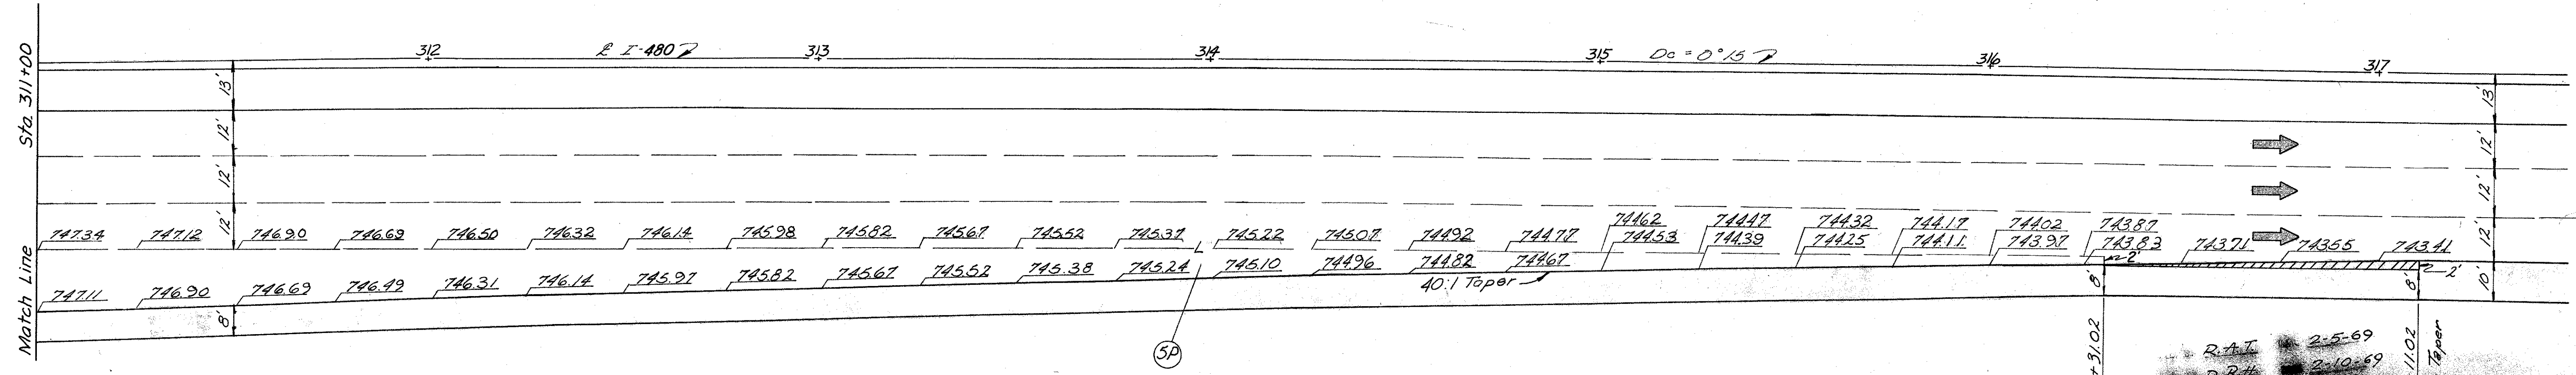 Match Line Sta. 311+00
312 ℄ I-480 313 314 315 Dc = 0°15' 316 317
13' 13'
12' 12'
12' 12'
12' 12'
744.62 744.47 744.32 744.17 744.02 743.87
747.34 747.12 746.90 746.69 746.50 746.32 746.14 745.98 745.82 745.67 745.52 745.37 745.22 745.07 744.92 744.77 744.53 744.39 744.25 744.11 743.97 743.83 743.71 743.55 743.41
2' 2'
747.11 746.90 746.69 746.49 746.31 746.14 745.97 745.82 745.67 745.52 745.38 745.24 745.10 744.96 744.82 744.67
40:1 Taper
8' 8' 8' 10'
5P
+31.02 11.02 Taper
R.A.T. 2-5-69
R.R.H. 2-10-69